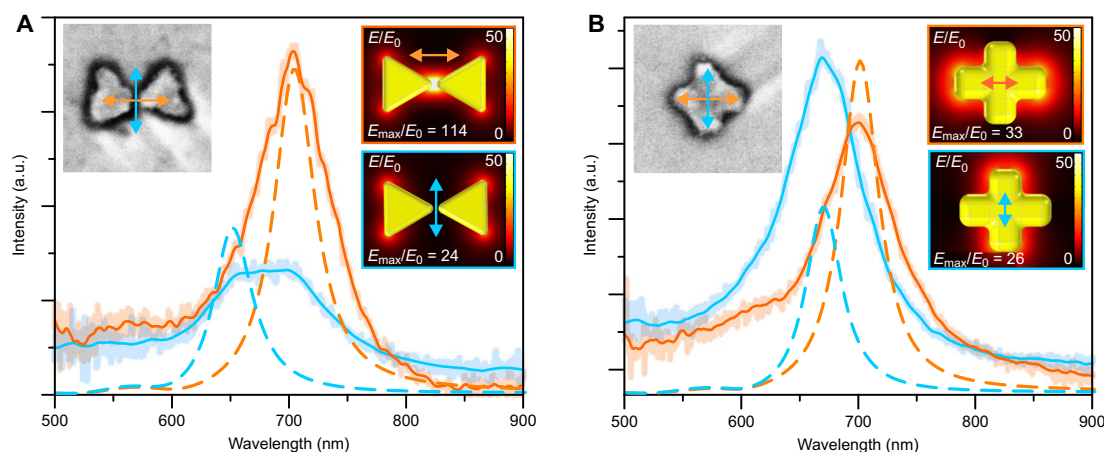 A
E/E0
50
Emax/E0 = 114
0
E/E0
50
Emax/E0 = 24
0
Intensity (a.u.)
500 600 700 800 900
Wavelength (nm)
B
E/E0
50
Emax/E0 = 33
0
E/E0
50
Emax/E0 = 26
0
Intensity (a.u.)
500 600 700 800 900
Wavelength (nm)